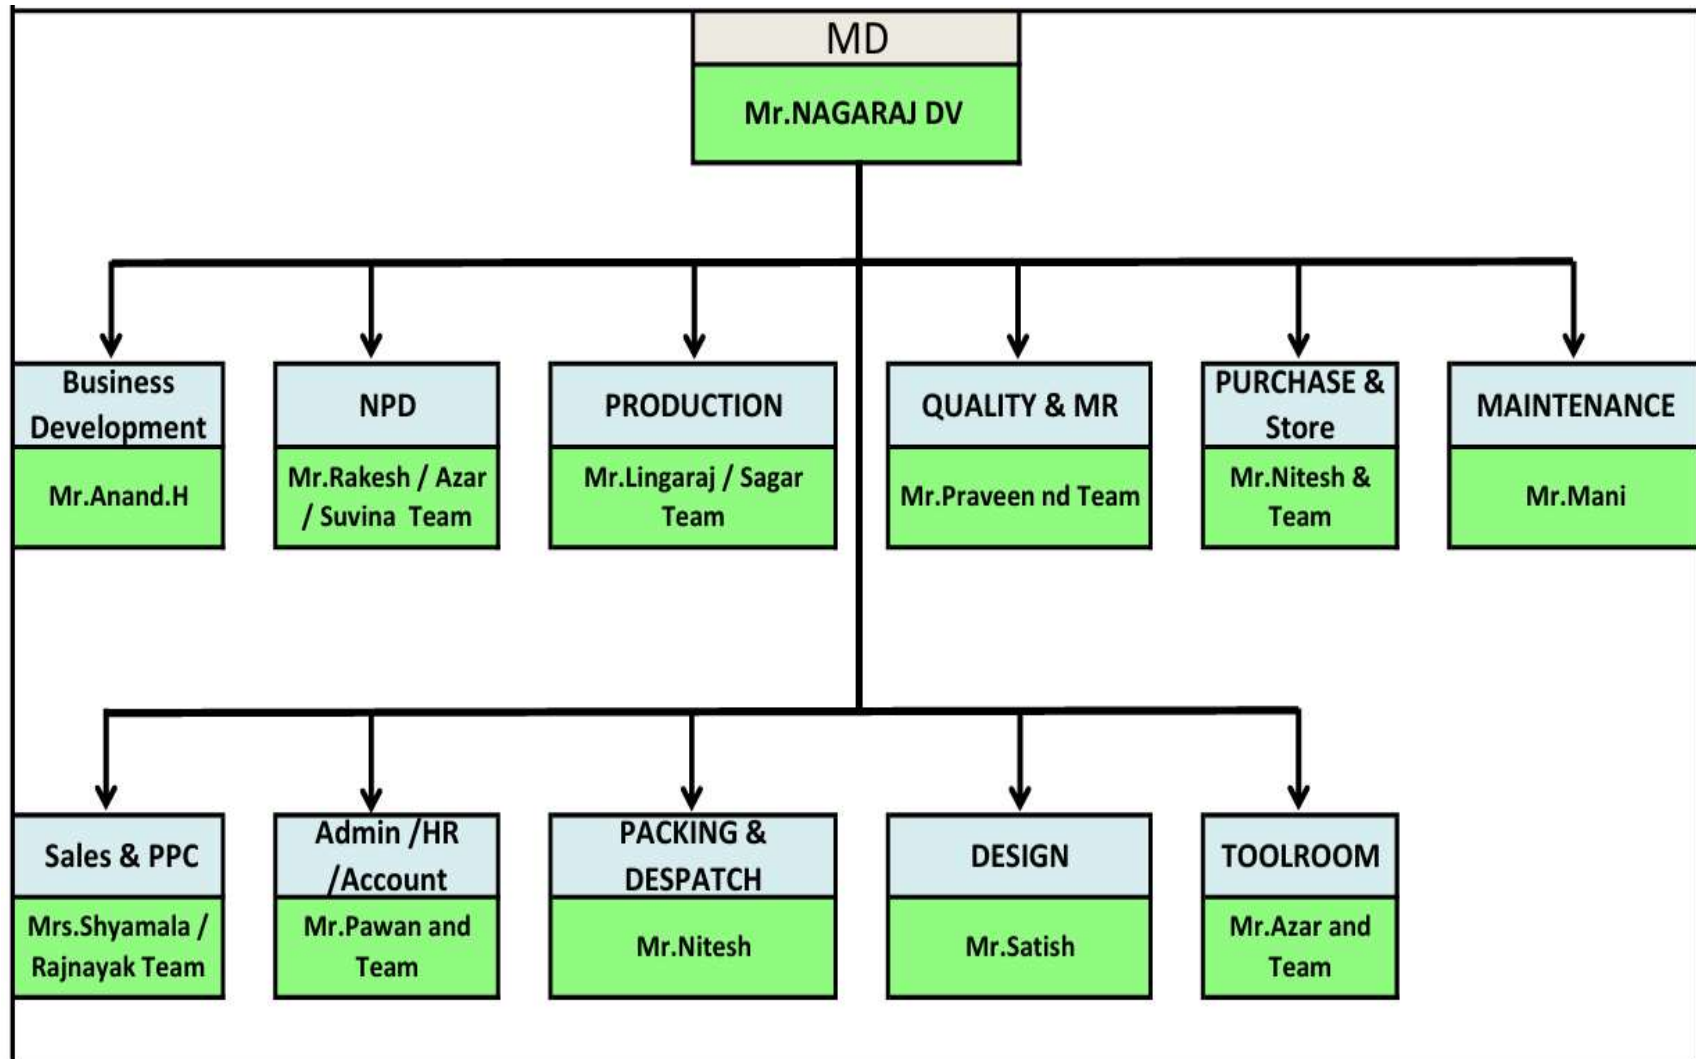 MD
Mr.NAGARAJ DV
Business
Development
Mr.Anand.H
NPD
Mr.Rakesh / Azar
/ Suvina  Team
PRODUCTION
Mr.Lingaraj / Sagar
Team
QUALITY & MR
Mr.Praveen nd Team
PURCHASE &
Store
Mr.Nitesh &
Team
MAINTENANCE
Mr.Mani
Sales & PPC
Mrs.Shyamala /
Rajnayak Team
Admin /HR
/Account
Mr.Pawan and
Team
PACKING &
DESPATCH
Mr.Nitesh
DESIGN
Mr.Satish
TOOLROOM
Mr.Azar and
Team